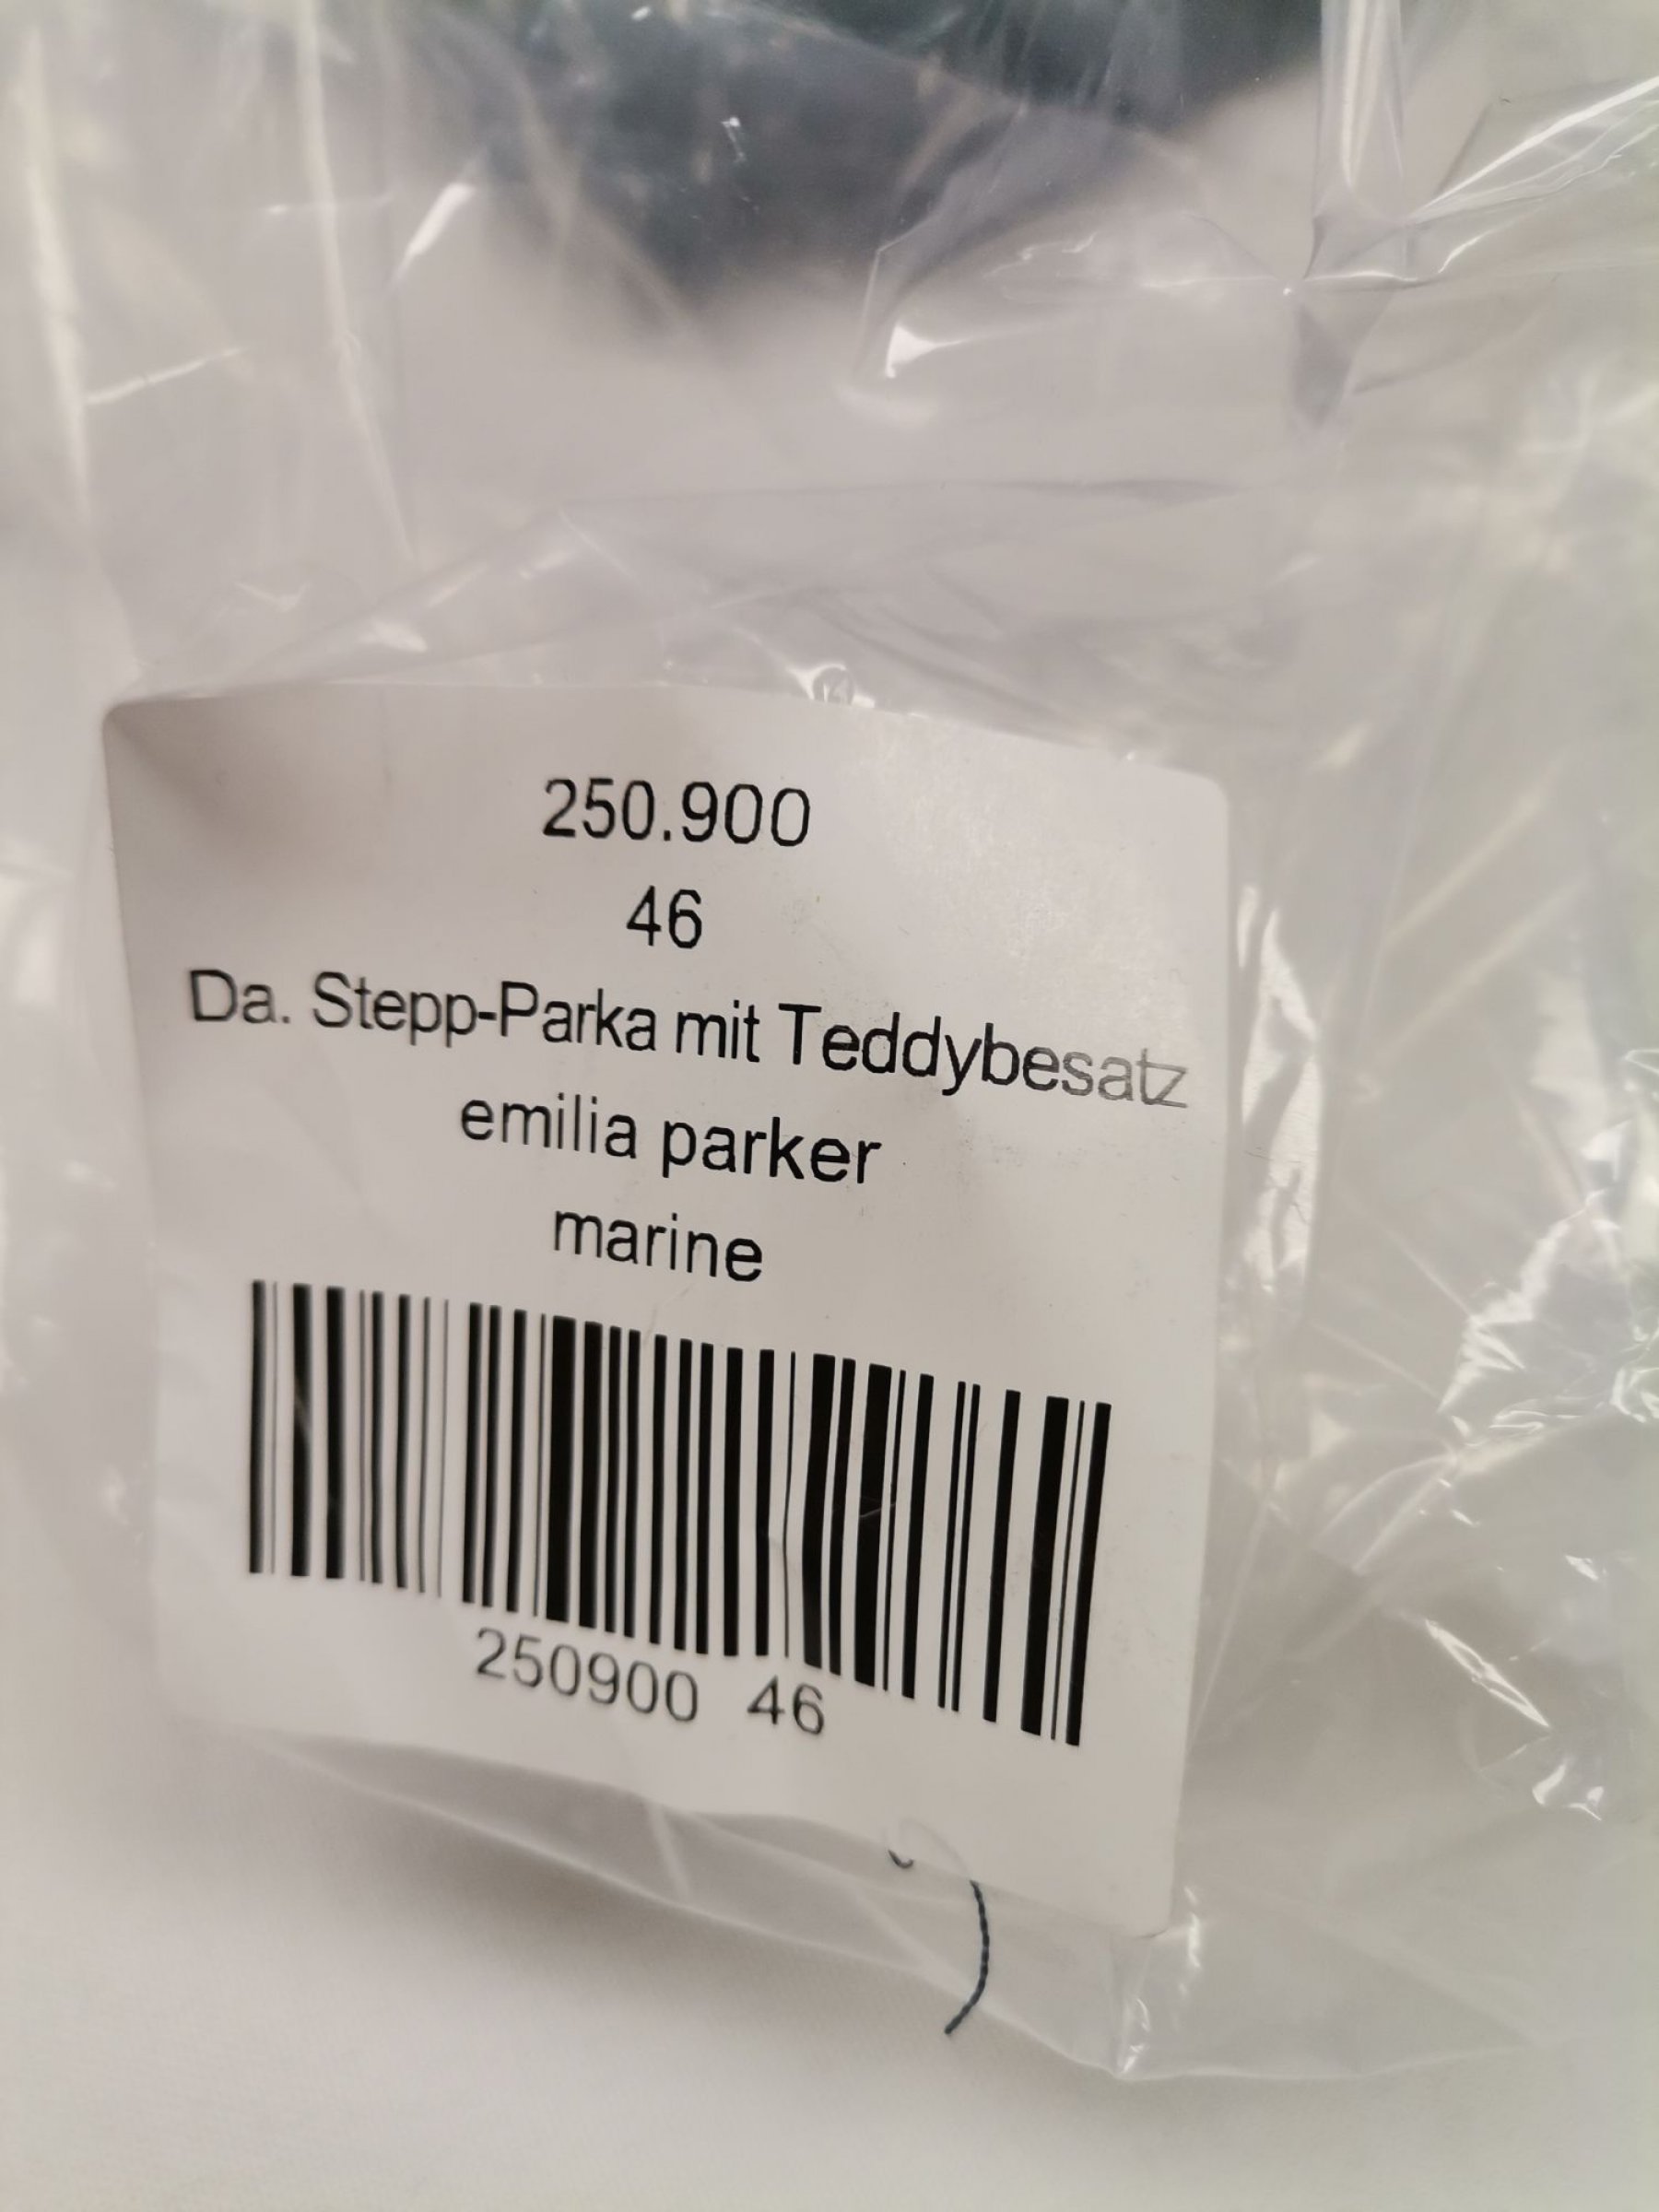 250.900
46
Da. Stepp-Parka mit Teddybesatz
emilia parker
marine
250900 46